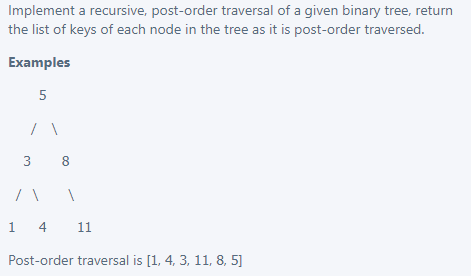 Implement a recursive, post-order traversal of a given binary tree, return
the list of keys of each node in the tree as it is post-order traversed.
Examples
5
/ \
3 8
/ \ \
1 4 11
Post-order traversal is [1, 4, 3, 11, 8, 5]